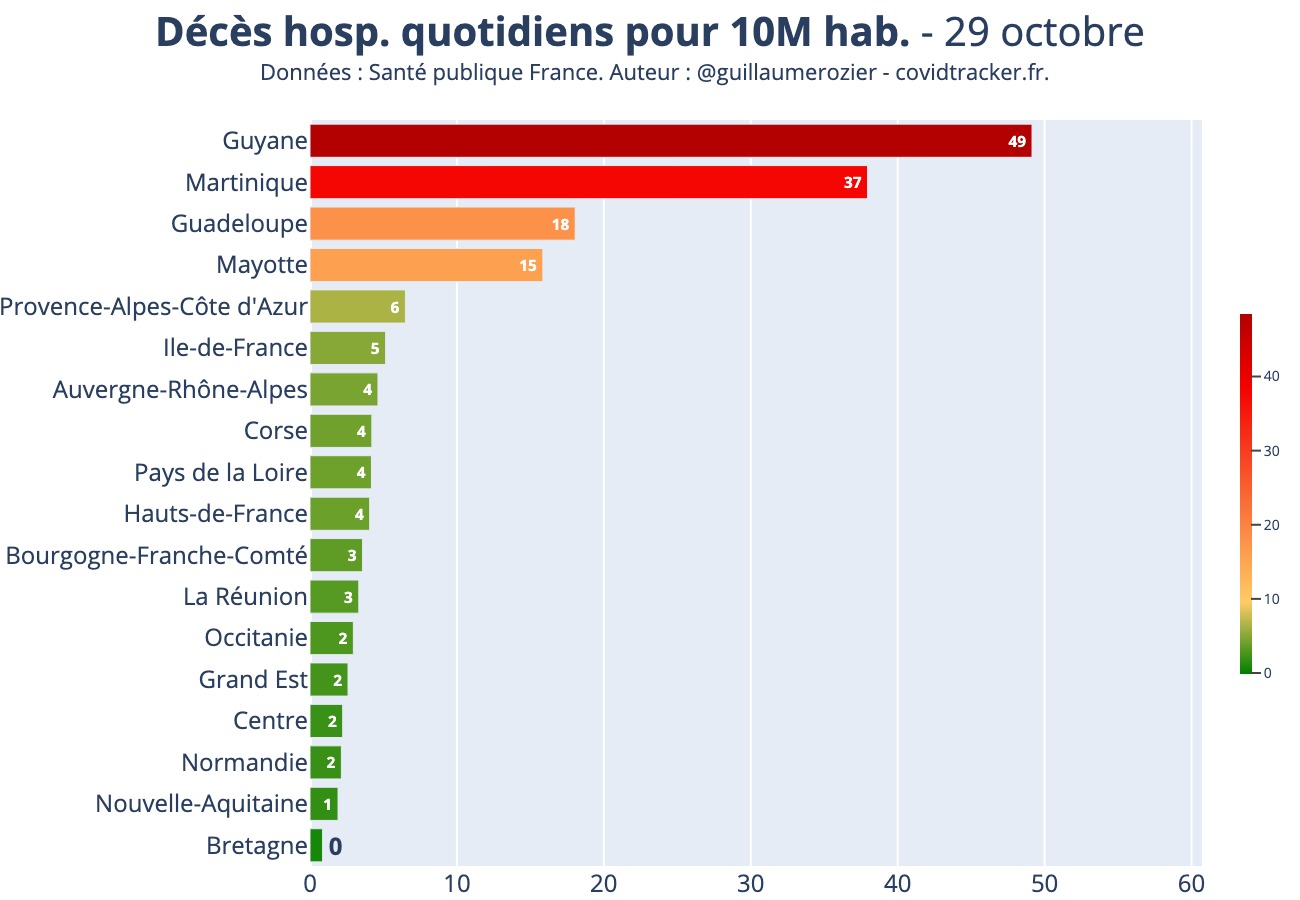 Décès hosp. quotidiens pour 10M hab. - 29 octobre
Données : Santé publique France. Auteur : @guillaumerozier - covidtracker.fr.
Guyane 49
Martinique 37
Guadeloupe 18
Mayotte 15
Provence-Alpes-Côte d'Azur 6
Ile-de-France 5
Auvergne-Rhône-Alpes 4
Corse 4
Pays de la Loire 4
Hauts-de-France 4
Bourgogne-Franche-Comté 3
La Réunion 3
Occitanie 2
Grand Est 2
Centre 2
Normandie 2
Nouvelle-Aquitaine 1
Bretagne 0
0 10 20 30 40 50 60
40
30
20
10
0